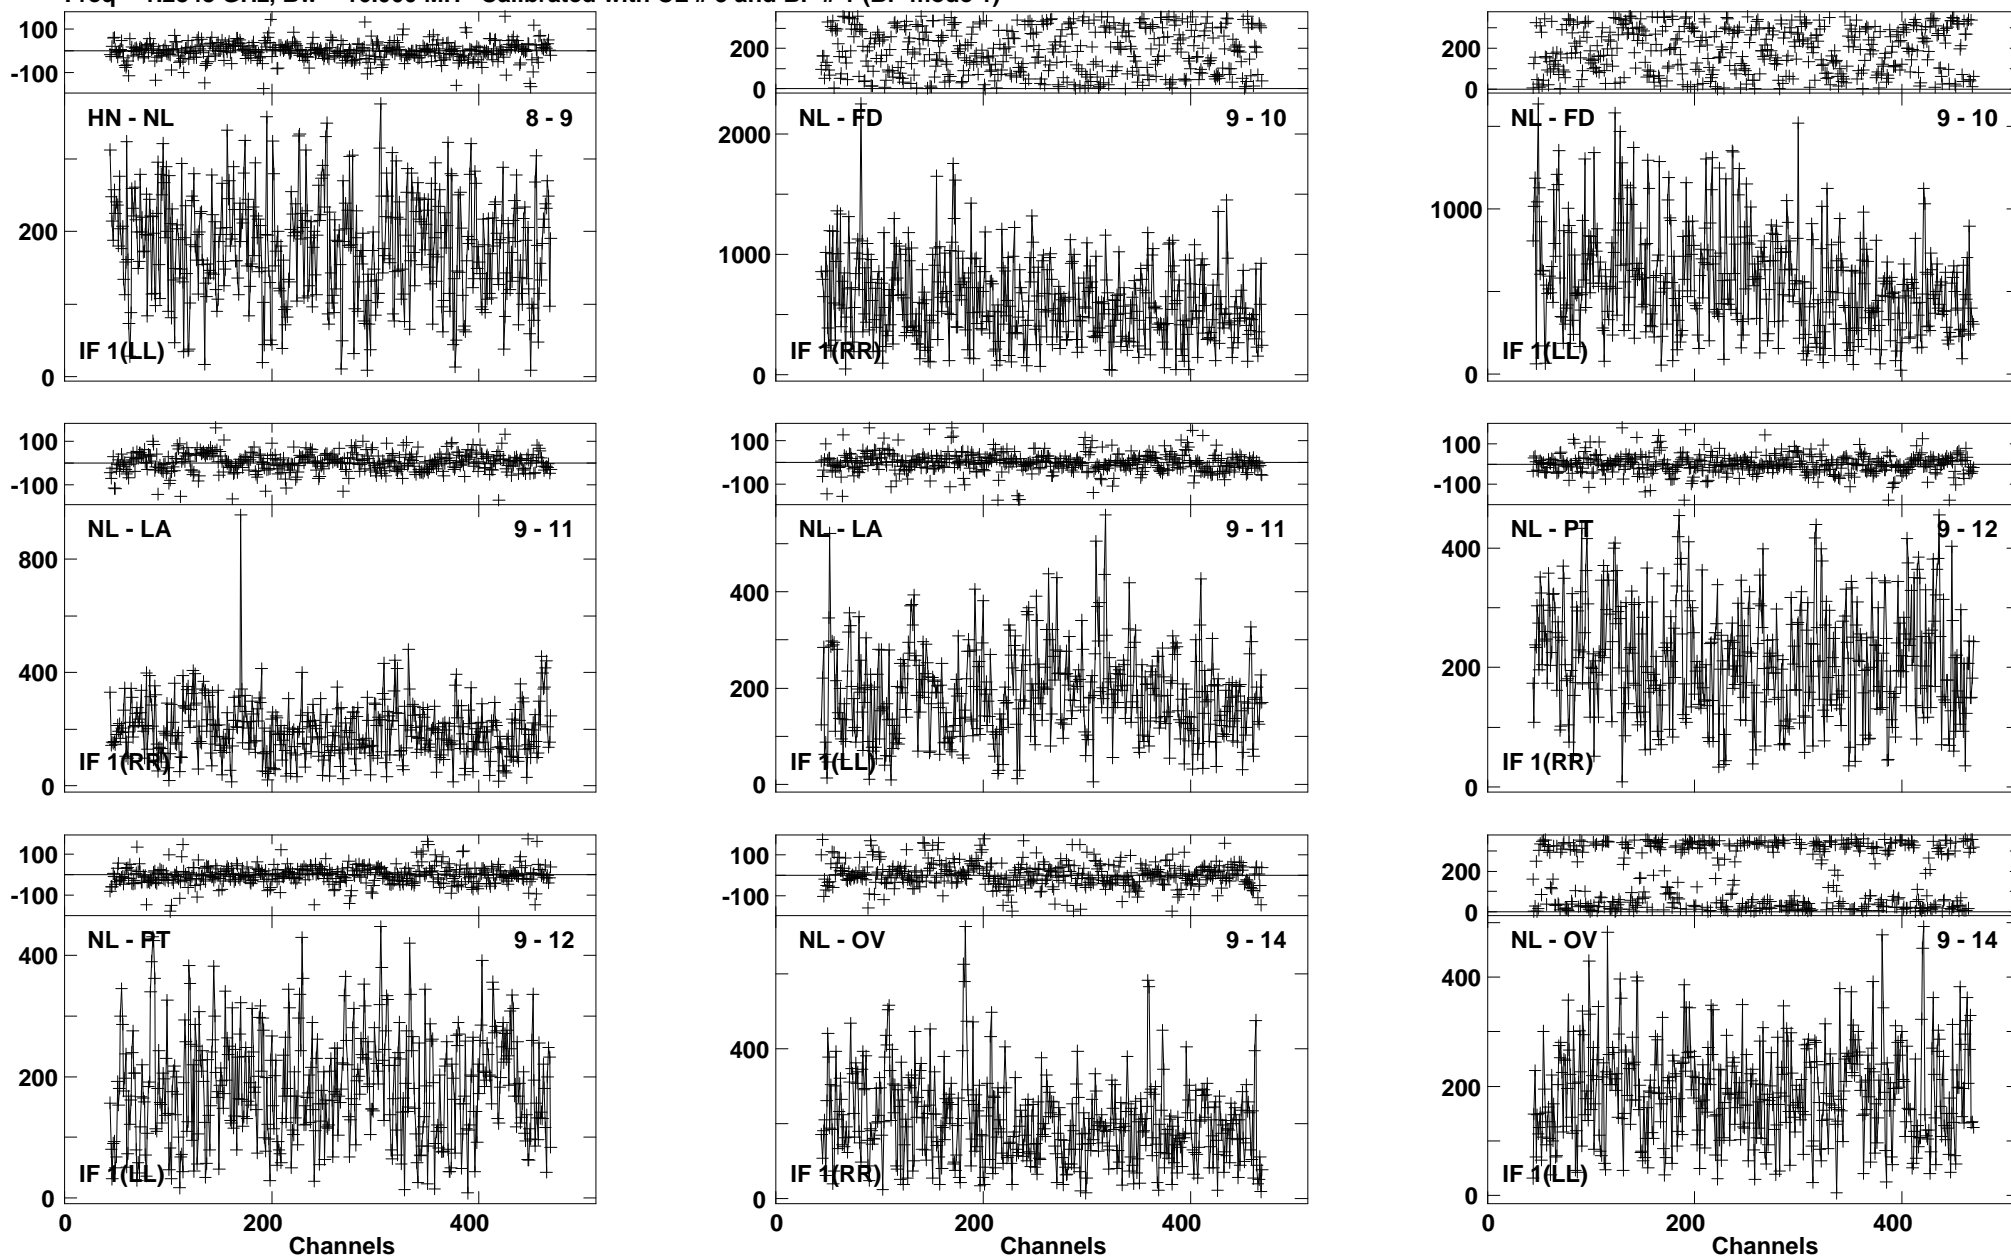 100
-100
HN - NL 8 - 9
200
0
IF 1(LL)
200
0
NL - FD 9 - 10
2000
1000
0
IF 1(RR)
200
0
NL - FD 9 - 10
1000
0
IF 1(LL)
100
-100
NL - LA 9 - 11
800
400
0
IF 1(RR)
100
-100
NL - LA 9 - 11
400
200
0
IF 1(LL)
100
-100
NL - PT 9 - 12
400
200
0
IF 1(RR)
100
-100
NL - PT 9 - 12
400
200
0
IF 1(LL)
0 200 400
Channels
100
-100
NL - OV 9 - 14
400
0
IF 1(RR)
0 200 400
Channels
200
0
NL - OV 9 - 14
400
200
0
IF 1(LL)
0 200 400
Channels